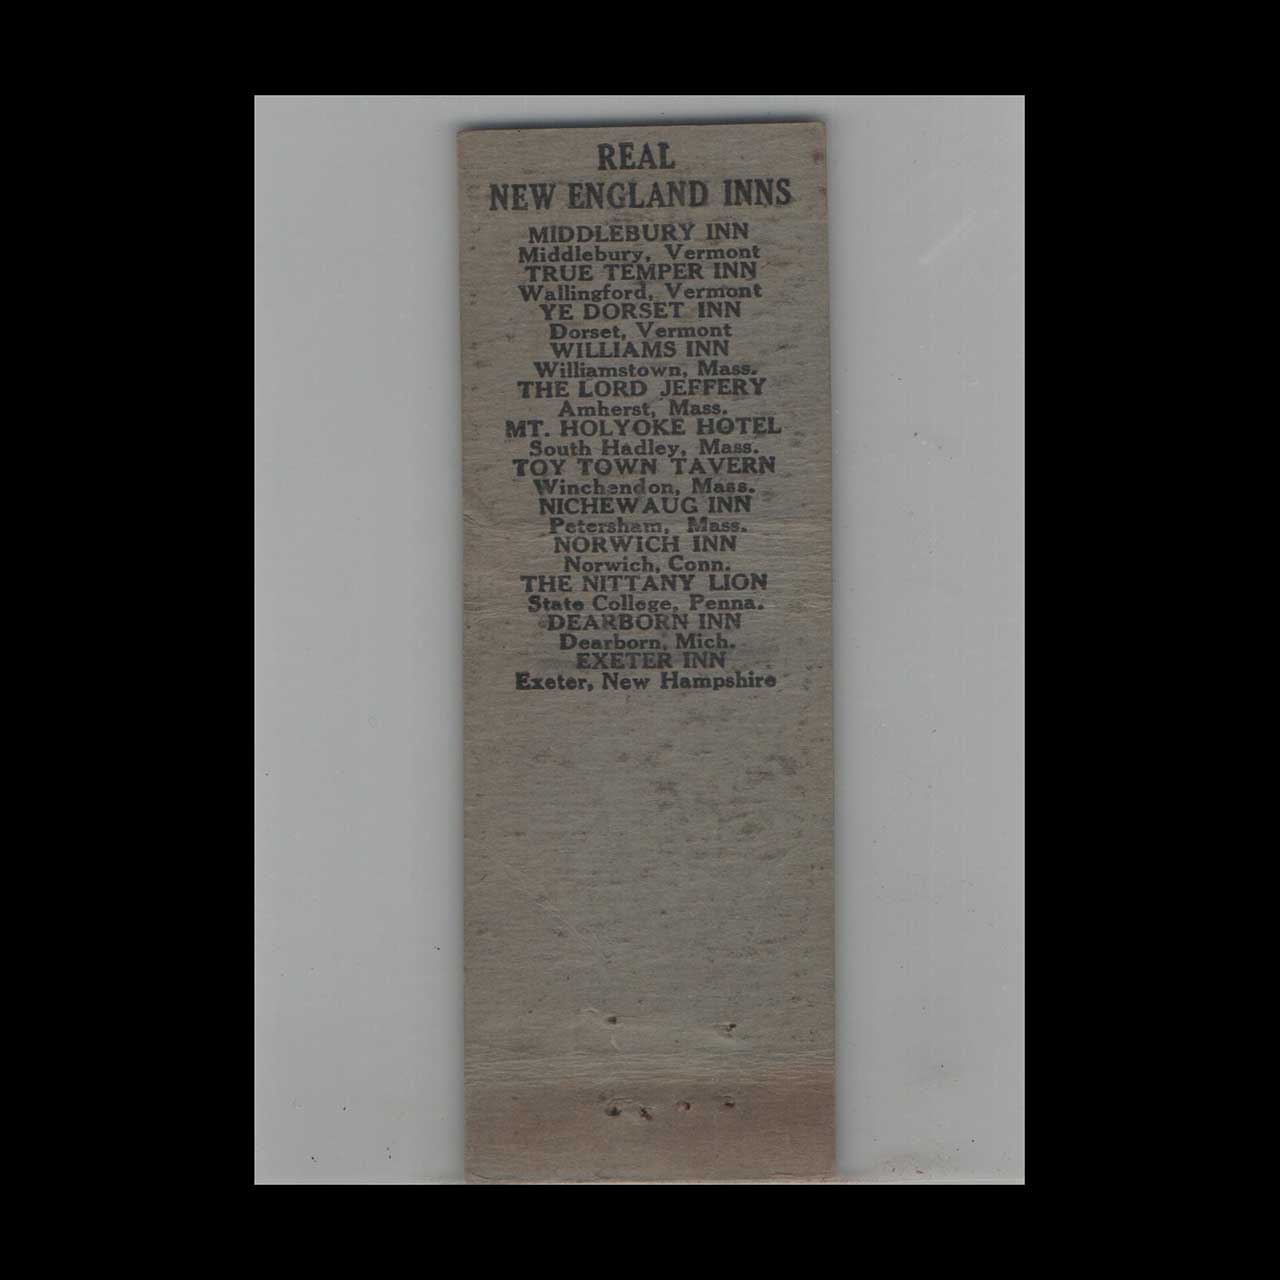 REAL
NEW ENGLAND INNS
MIDDLEBURY INN
Middlebury, Vermont
TRUE TEMPER INN
Wallingford, Vermont
YE DORSET INN
Dorset, Vermont
WILLIAMS INN
Williamstown, Mass.
THE LORD JEFFERY
Amherst, Mass.
MT. HOLYOKE HOTEL
South Hadley, Mass.
TOY TOWN TAVERN
Winchendon, Mass.
NICHEWAUG INN
Petersham, Mass.
NORWICH INN
Norwich, Conn.
THE NITTANY LION
State College, Penna.
DEARBORN INN
Dearborn, Mich.
EXETER INN
Exeter, New Hampshire